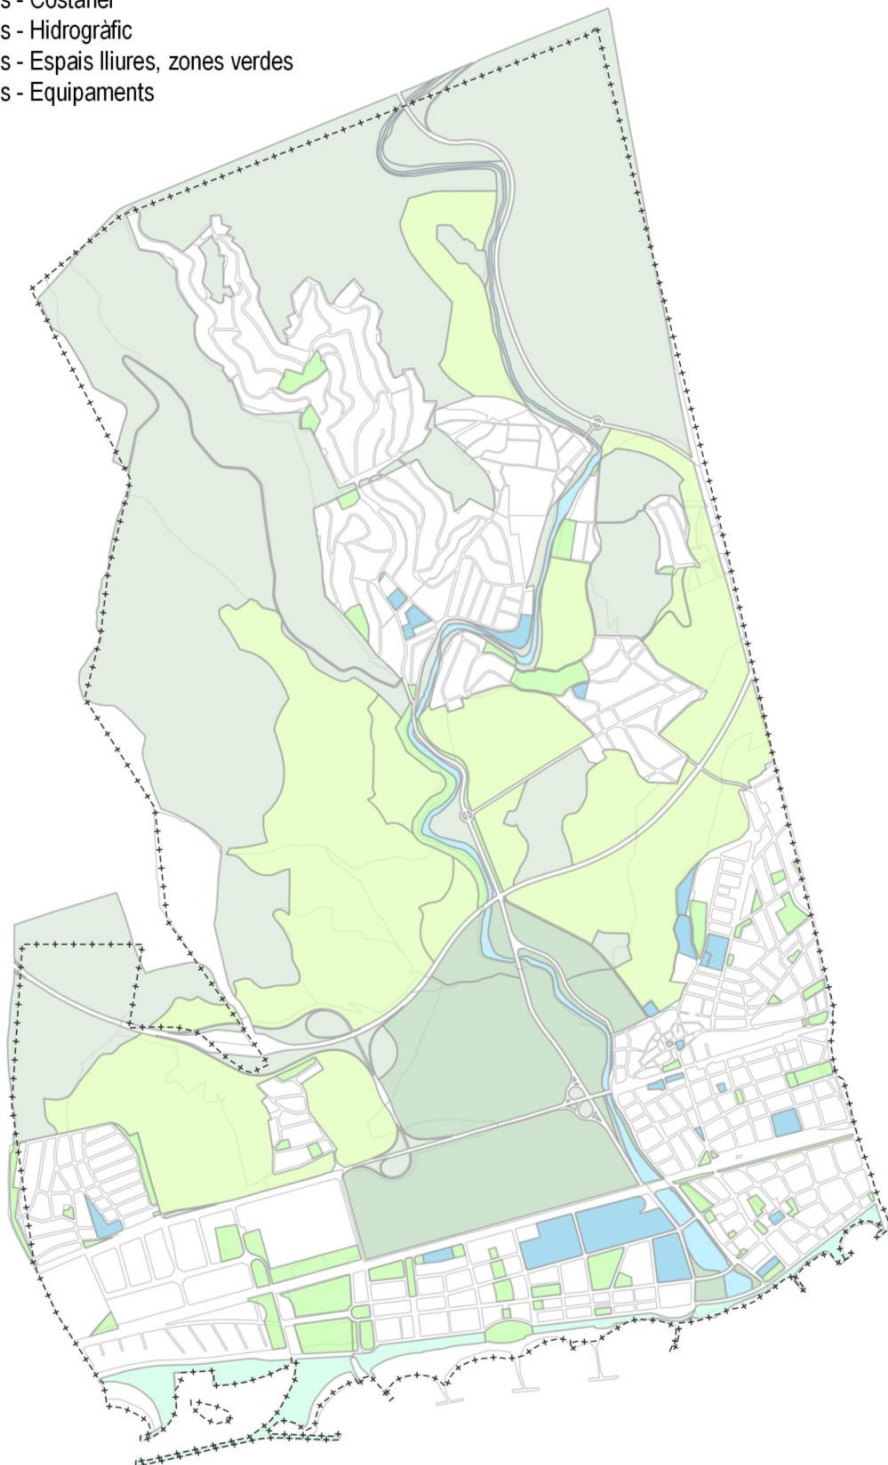 s - Costaner
s - Hidrogràfic
s - Espais lliures, zones verdes
s - Equipaments